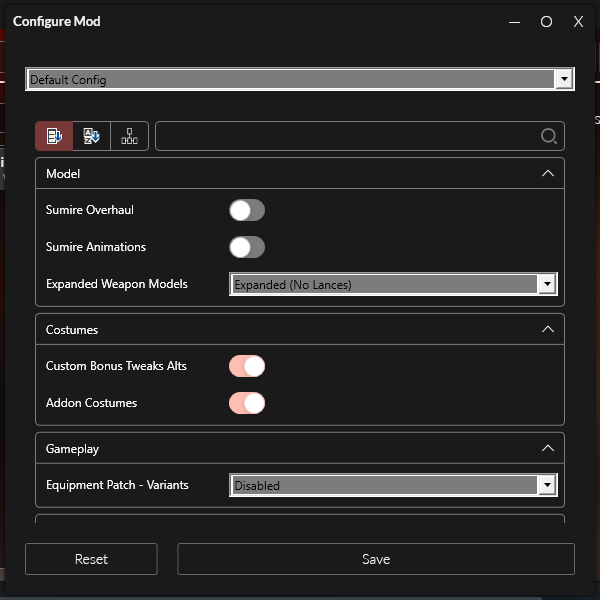 Configure Mod
Default Config
Model
Sumire Overhaul
Sumire Animations
Expanded Weapon Models Expanded (No Lances)
Costumes
Custom Bonus Tweaks Alts
Addon Costumes
Gameplay
Equipment Patch - Variants Disabled
Reset Save